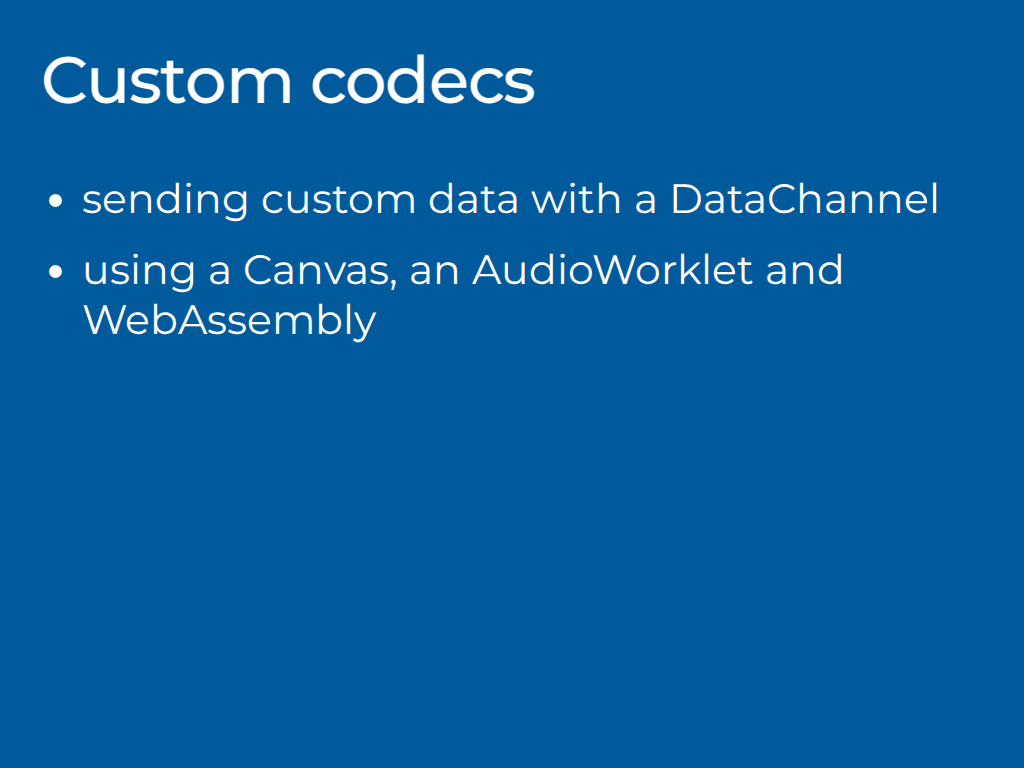 Custom codecs
• sending custom data with a DataChannel
• using a Canvas, an AudioWorklet and
WebAssembly